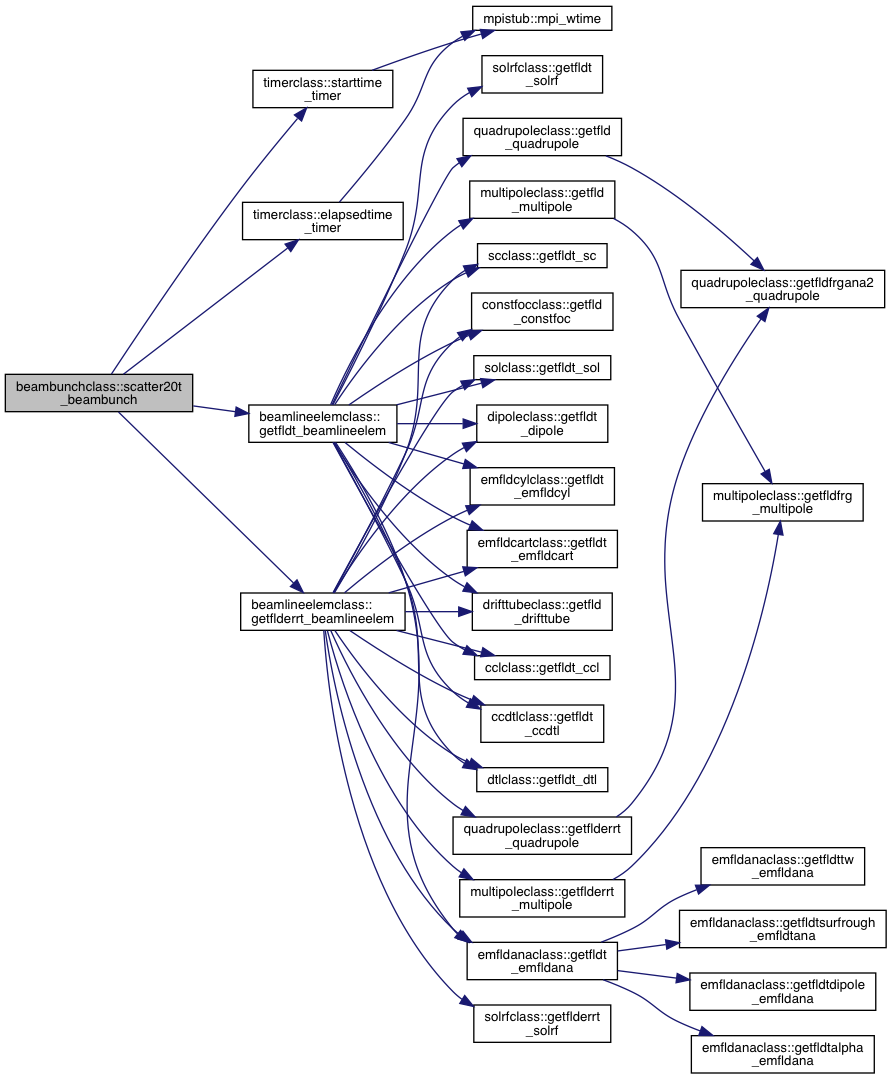 mpistub::mpi_wtime
solrfclass::getfldt
_solrf
timerclass::starttime
_timer
quadrupoleclass::getfld
_quadrupole
multipoleclass::getfld
_multipole
timerclass::elapsedtime
_timer
scclass::getfldt_sc
quadrupoleclass::getfldfrgana2
_quadrupole
constfocclass::getfld
_constfoc
solclass::getfldt_sol
beambunchclass::scatter20t
_beambunch
beamlineelemclass::
getfldt_beamlineelem
dipoleclass::getfldt
_dipole
emfldcylclass::getfldt
_emfldcyl
multipoleclass::getfldfrg
_multipole
emfldcartclass::getfldt
_emfldcart
beamlineelemclass::
getflderrt_beamlineelem
drifttubeclass::getfld
_drifttube
cclclass::getfldt_ccl
ccdtlclass::getfldt
_ccdtl
dtlclass::getfldt_dtl
quadrupoleclass::getflderrt
_quadrupole
emfldanaclass::getfldttw
_emfldana
multipoleclass::getflderrt
_multipole
emfldanaclass::getfldtsurfrough
_emfldtana
emfldanaclass::getfldt
_emfldana
emfldanaclass::getfldtdipole
_emfldana
solrfclass::getflderrt
_solrf
emfldanaclass::getfldtalpha
_emfldana